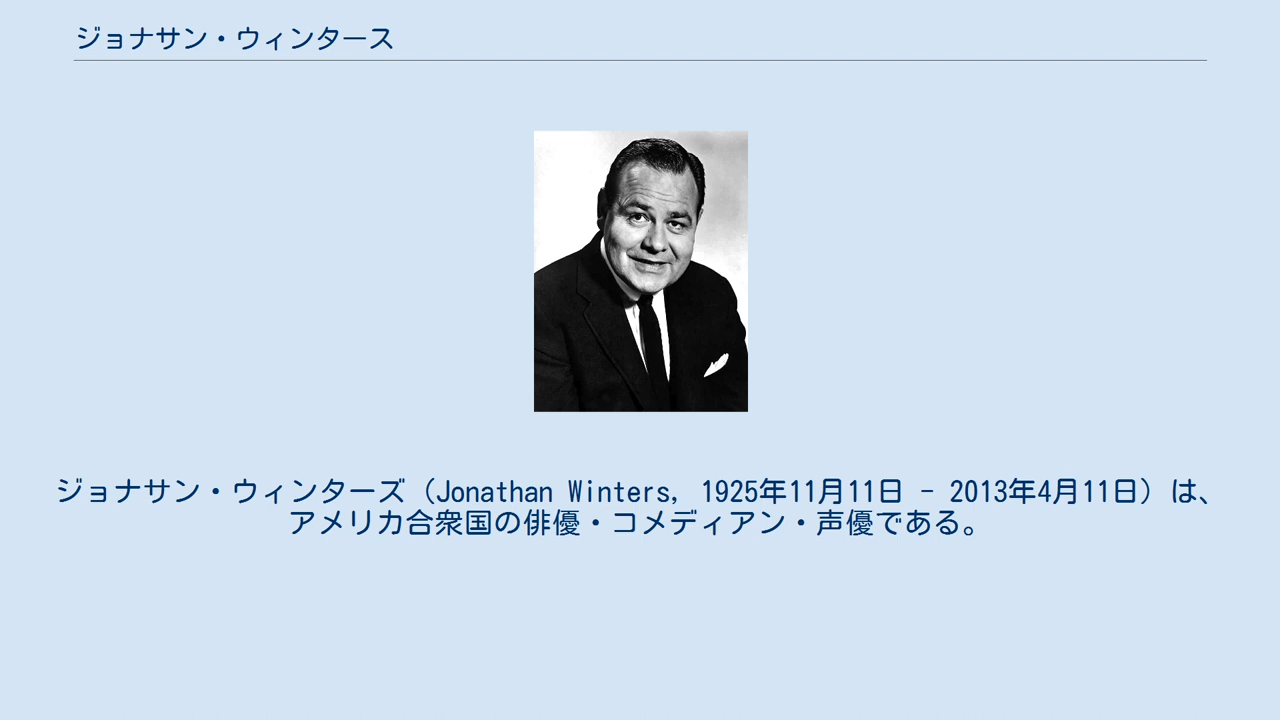 ジョナサン・ウィンタース
ジョナサン・ウィンターズ（Jonathan Winters, 1925年11月11日 - 2013年4月11日）は、
アメリカ合衆国の俳優・コメディアン・声優である。